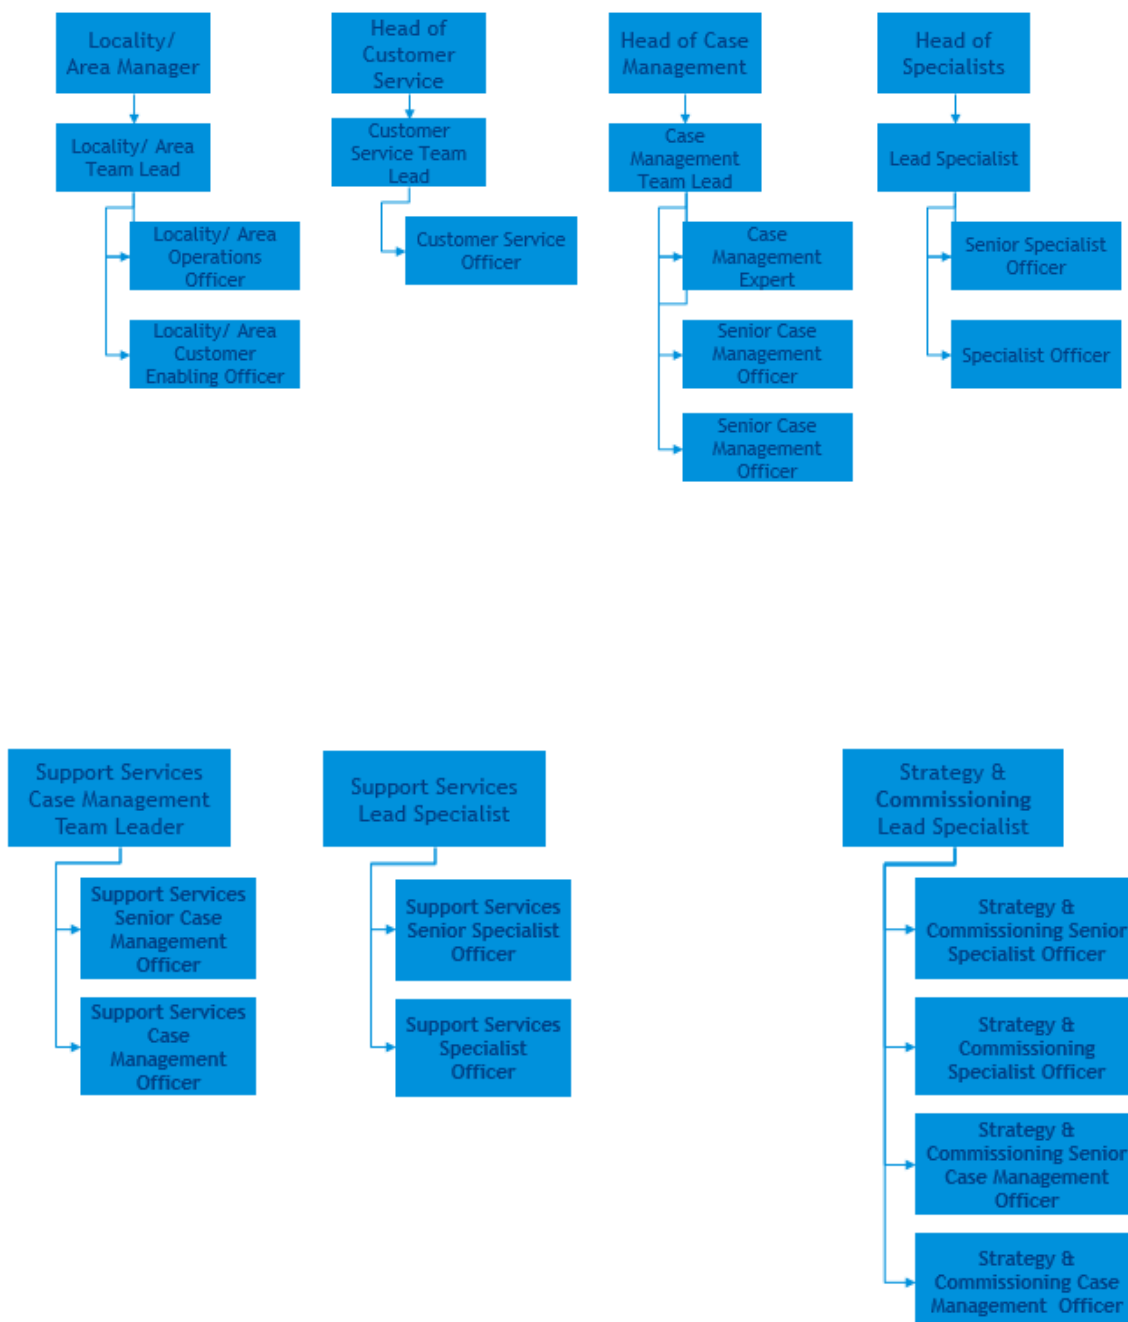 Locality/
Area Manager
Locality/ Area
Team Lead
Locality/ Area
Operations
Officer
Locality/ Area
Customer
Enabling Officer
Head of
Customer
Service
Customer
Service Team
Lead
Customer Service
Officer
Head of Case
Management
Case
Management
Team Lead
Case
Management
Expert
Senior Case
Management
Officer
Senior Case
Management
Officer
Head of
Specialists
Lead Specialist
Senior Specialist
Officer
Specialist Officer
Support Services
Case Management
Team Leader
Support Services
Senior Case
Management
Officer
Support Services
Case
Management
Officer
Support Services
Lead Specialist
Support Services
Senior Specialist
Officer
Support Services
Specialist
Officer
Strategy &
Commissioning
Lead Specialist
Strategy &
Commissioning Senior
Specialist Officer
Strategy &
Commissioning
Specialist Officer
Strategy &
Commissioning Senior
Case Management
Officer
Strategy &
Commissioning Case
Management Officer